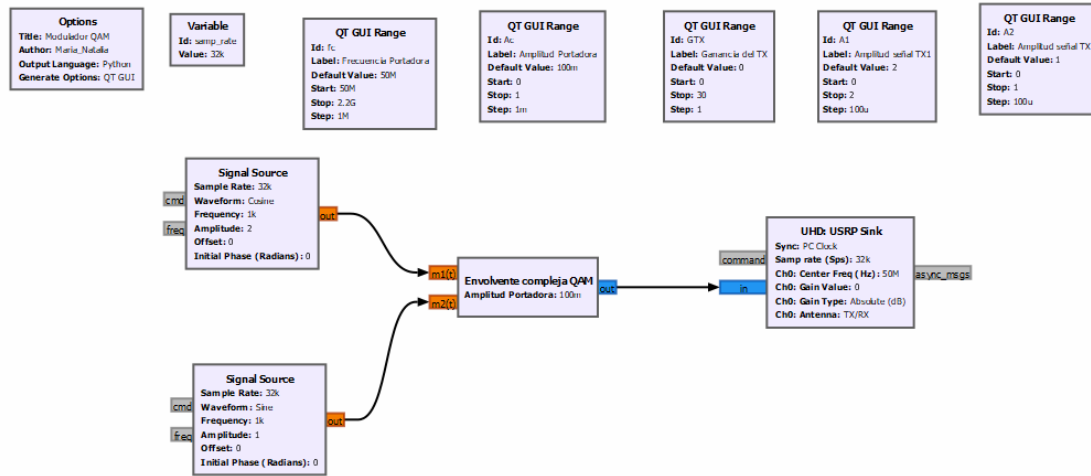 Options
Title: Modulador QAM
Author: Maria_Natalia
Output Language: Python
Generate Options: QT GUI
Variable
Id: samp_rate
Value: 32k
QT GUI Range
Id: fc
Label: Frecuencia Portadora
Default Value: 50M
Start: 50M
Stop: 2.2G
Step: 1M
QT GUI Range
Id: Ac
Label: Amplitud Portadora
Default Value: 100m
Start: 0
Stop: 1
Step: 1m
QT GUI Range
Id: GTX
Label: Ganancia del TX
Default Value: 0
Start: 0
Stop: 30
Step: 1
QT GUI Range
Id: A1
Label: Amplitud señal TX1
Default Value: 2
Start: 0
Stop: 2
Step: 100u
QT GUI Range
Id: A2
Label: Amplitud señal TX
Default Value: 1
Start: 0
Stop: 1
Step: 100u
Signal Source
Sample Rate: 32k
Waveform: Cosine
Frequency: 1k
Amplitude: 2
Offset: 0
Initial Phase (Radians): 0
cmd
freq
out
m1(t)
m2(t)
Envolvente compleja QAM
Amplitud Portadora: 100m
out
UHD: USRP Sink
Sync: PC Clock
Samp rate (Sps): 32k
Ch0: Center Freq (Hz): 50M
Ch0: Gain Value: 0
Ch0: Gain Type: Absolute (dB)
Ch0: Antenna: TX/RX
command
in
async_msgs
Signal Source
Sample Rate: 32k
Waveform: Sine
Frequency: 1k
Amplitude: 1
Offset: 0
Initial Phase (Radians): 0
cmd
freq
out